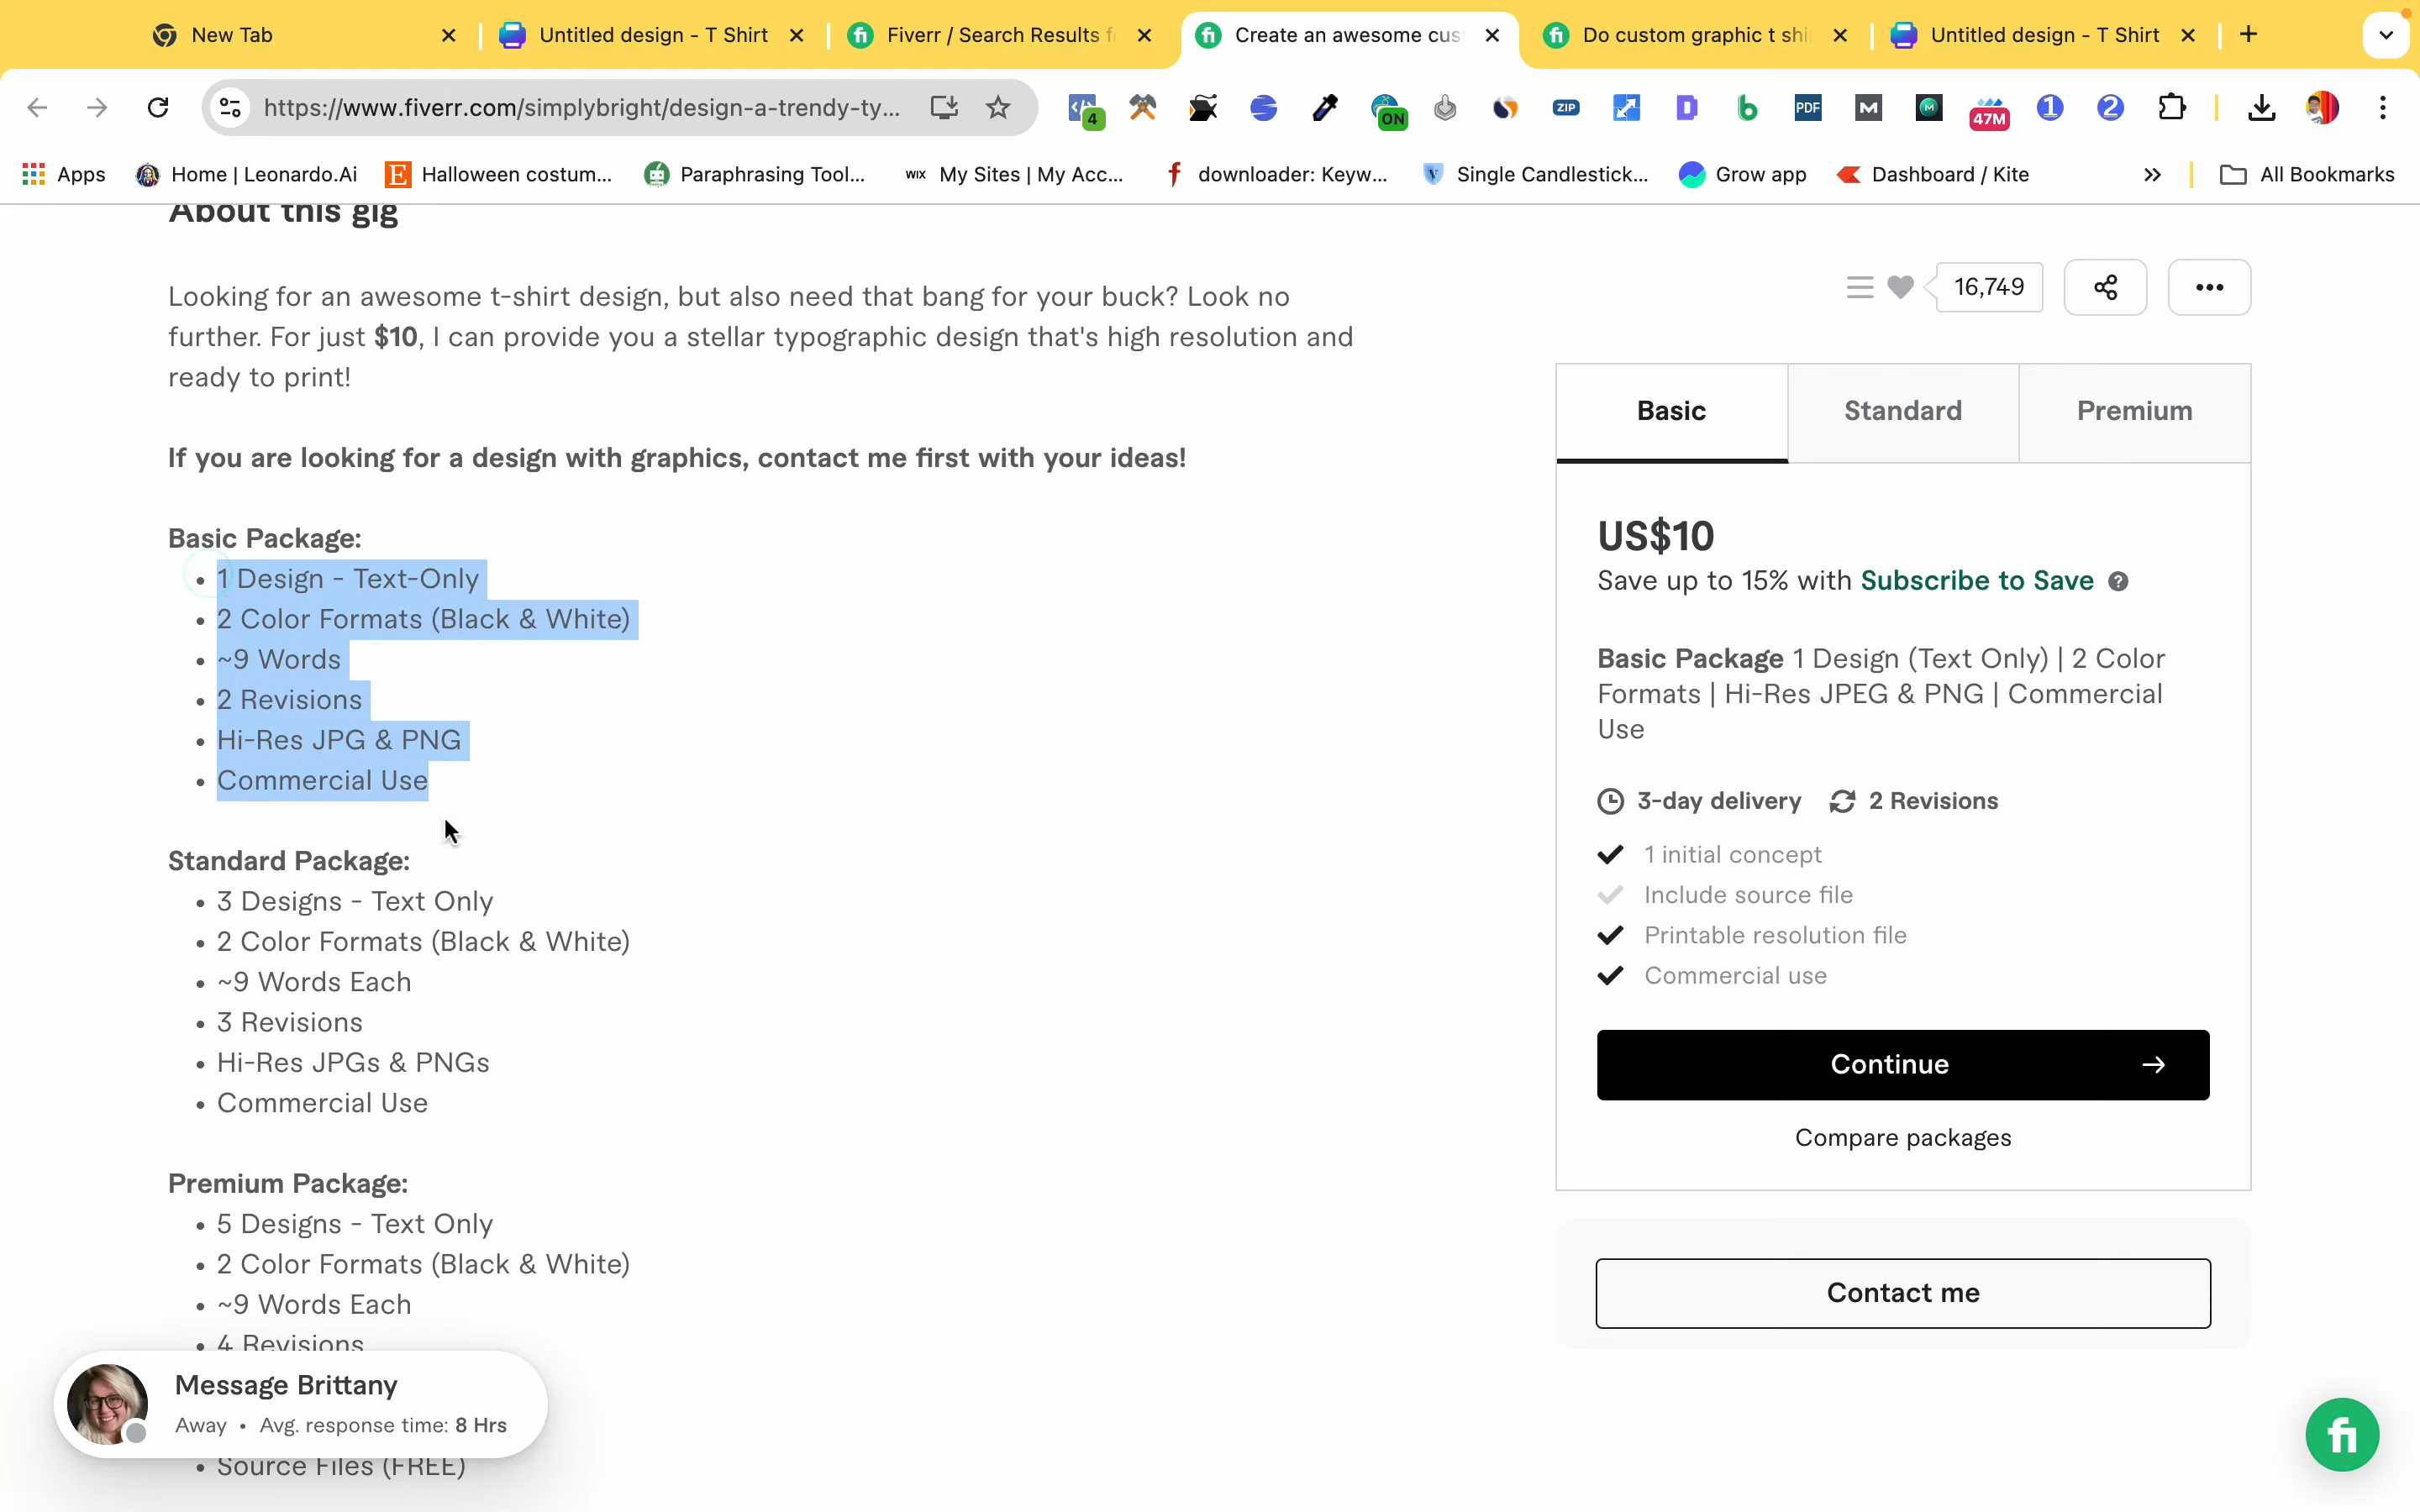 New Tab
Untitled design - T Shirt
Fiverr / Search Results f
Create an awesome cus
Do custom graphic t shi
Untitled design - T Shirt
https://www.fiverr.com/simplybright/design-a-trendy-ty...
4
ON
ZIP
PDF
47M
1
2
Apps
Home | Leonardo.Ai
Halloween costum...
Paraphrasing Tool...
WIX My Sites | My Acc...
downloader: Keyw...
Single Candlestick...
Grow app
Dashboard / Kite
All Bookmarks
About this gig
Looking for an awesome t-shirt design, but also need that bang for your buck? Look no
further. For just $10, I can provide you a stellar typographic design that's high resolution and
ready to print!
If you are looking for a design with graphics, contact me first with your ideas!
Basic Package:
• 1 Design - Text-Only
• 2 Color Formats (Black & White)
• ~9 Words
• 2 Revisions
• Hi-Res JPG & PNG
• Commercial Use
Standard Package:
• 3 Designs - Text Only
• 2 Color Formats (Black & White)
• ~9 Words Each
• 3 Revisions
• Hi-Res JPGs & PNGs
• Commercial Use
Premium Package:
• 5 Designs - Text Only
• 2 Color Formats (Black & White)
• ~9 Words Each
• 4 Revisions
• Source Files (FREE)
Message Brittany
Away • Avg. response time: 8 Hrs
16,749
Basic
Standard
Premium
US$10
Save up to 15% with Subscribe to Save
Basic Package 1 Design (Text Only) | 2 Color
Formats | Hi-Res JPEG & PNG | Commercial
Use
3-day delivery
2 Revisions
1 initial concept
Include source file
Printable resolution file
Commercial use
Continue
Compare packages
Contact me
fi